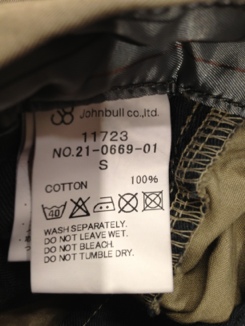 Johnbull co.,ltd.
11723
NO.21-0669-01
S
COTTON 100%
40
WASH SEPARATELY.
DO NOT LEAVE WET.
DO NOT BLEACH.
DO NOT TUMBLE DRY.